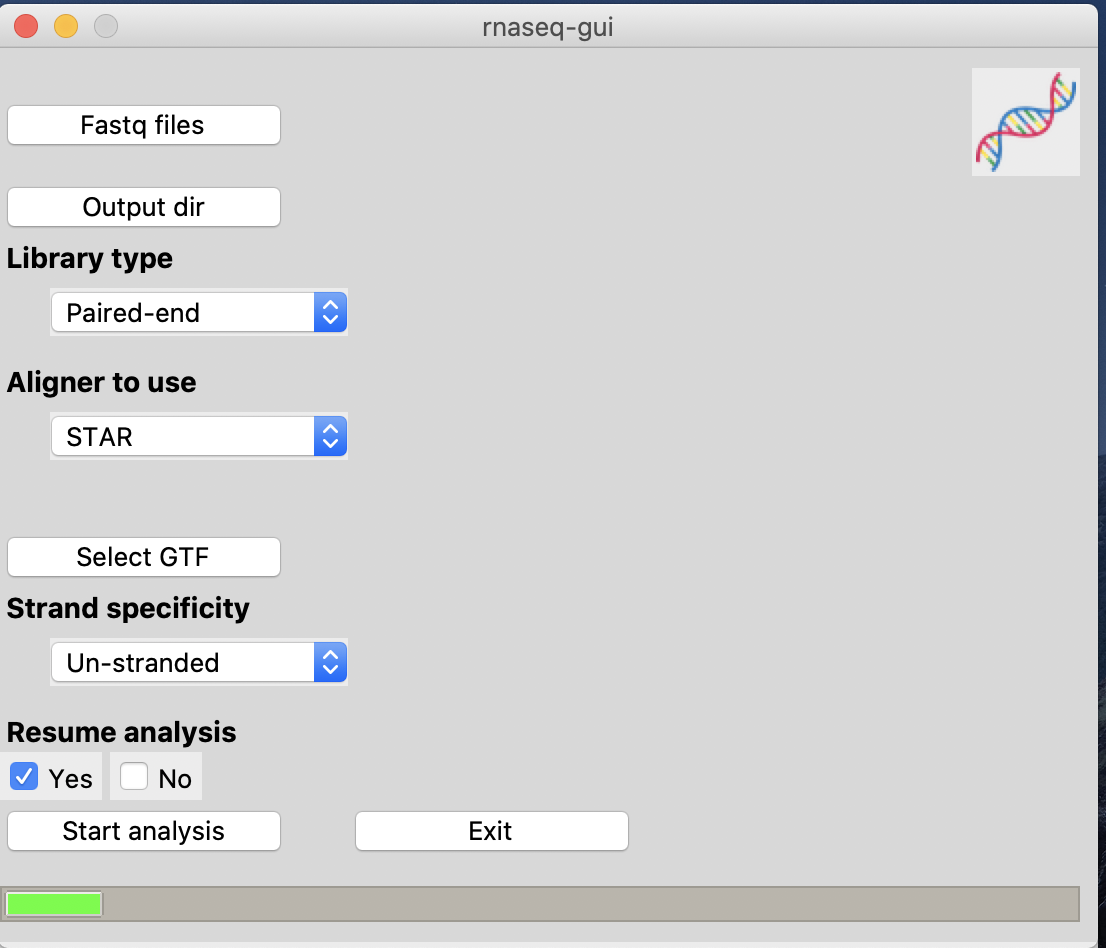 rnaseq-gui
Fastq files
Output dir
Library type
Paired-end
Aligner to use
STAR
Select GTF
Strand specificity
Un-stranded
Resume analysis
Yes No
Start analysis Exit